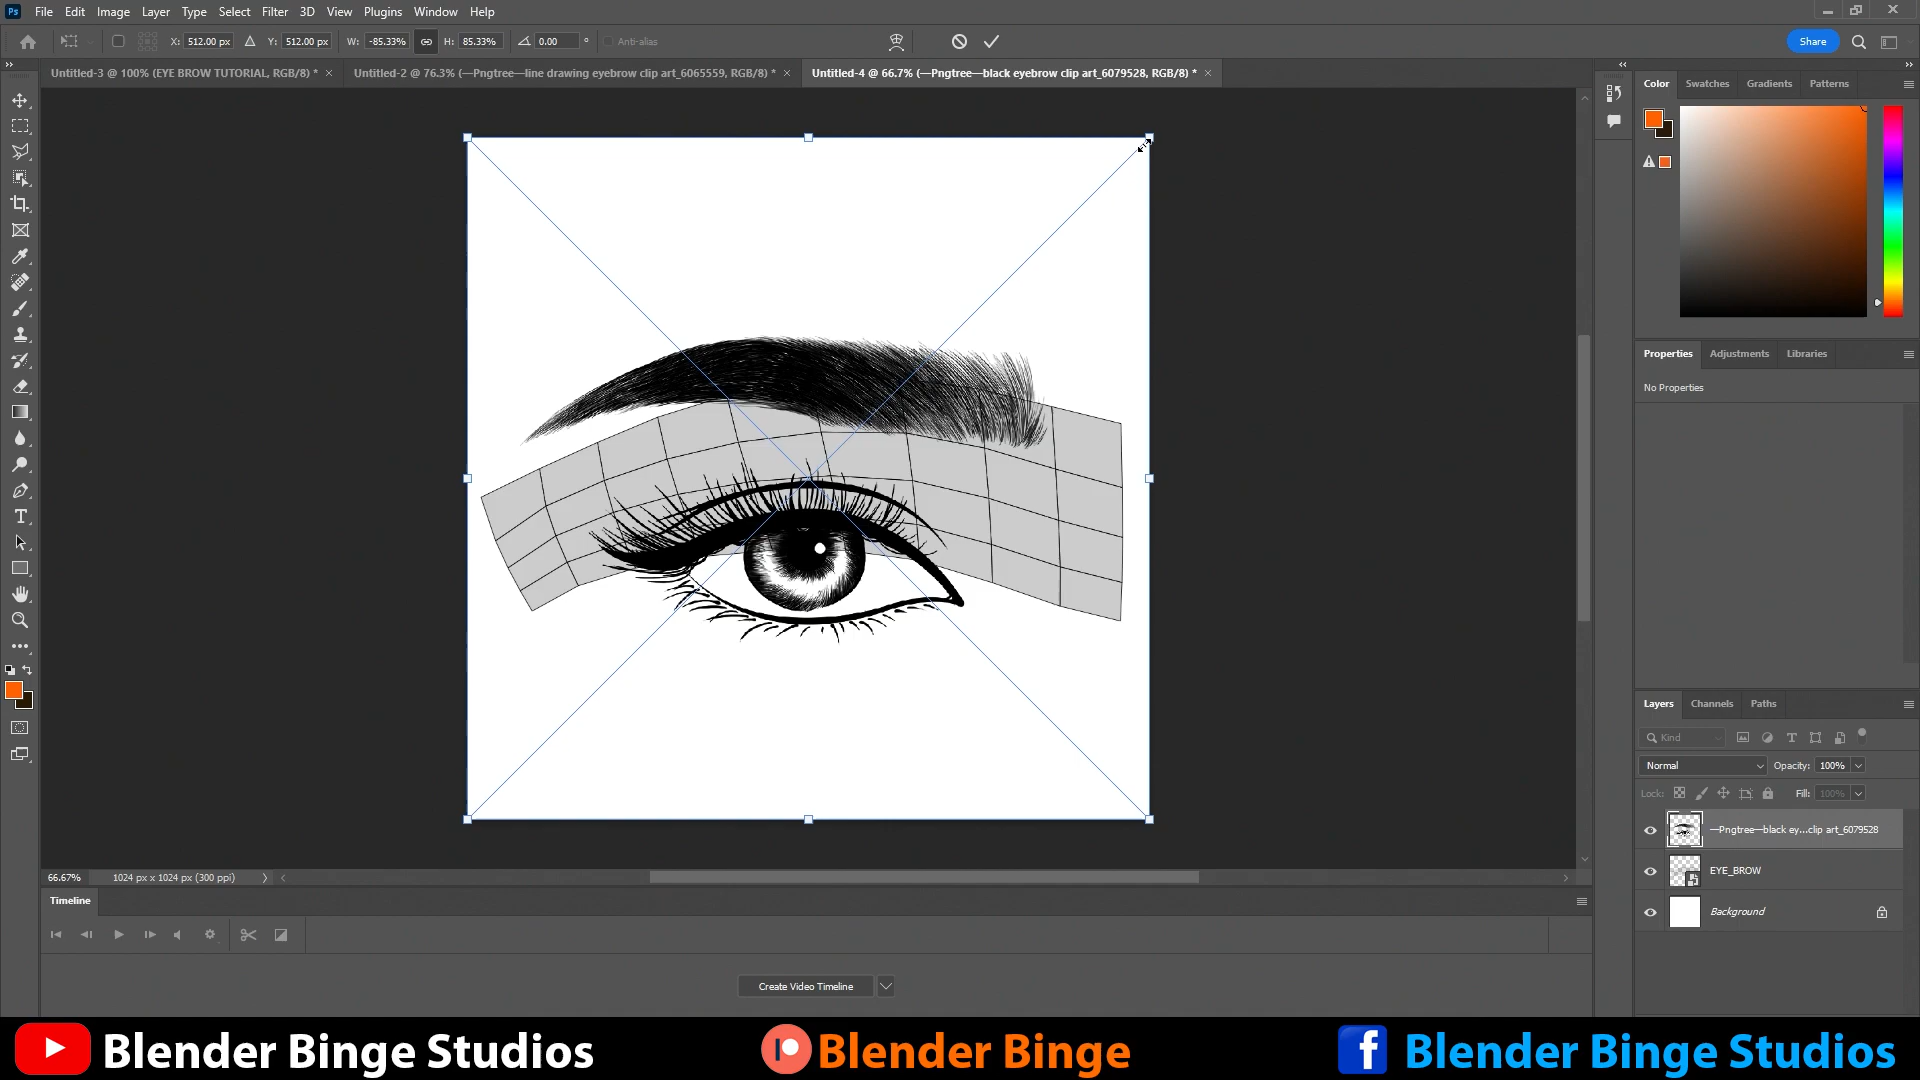 Ps File Edit Image Layer Type Select Filter 3D View Plugins Window Help
X: 512.00 px Y: 512.00 px W: -85.33% H: 85.33% 0.00 ° Anti-alias Share
Untitled-3 @ 100% (EYE BROW TUTORIAL, RGB/8) * × Untitled-2 @ 76.3% (—Pngtree—line drawing eyebrow clip art_6065559, RGB/8) * × Untitled-4 @ 66.7% (—Pngtree—black eyebrow clip art_6079528, RGB/8) * ×
Color Swatches Gradients Patterns
Properties Adjustments Libraries
No Properties
Layers Channels Paths
Kind
Normal Opacity: 100%
Lock: Fill: 100%
—Pngtree—black ey...clip art_6079528
EYE_BROW
Background
66.67% 1024 px x 1024 px (300 ppi)
Timeline
Create Video Timeline
Blender Binge Studios Blender Binge f Blender Binge Studios